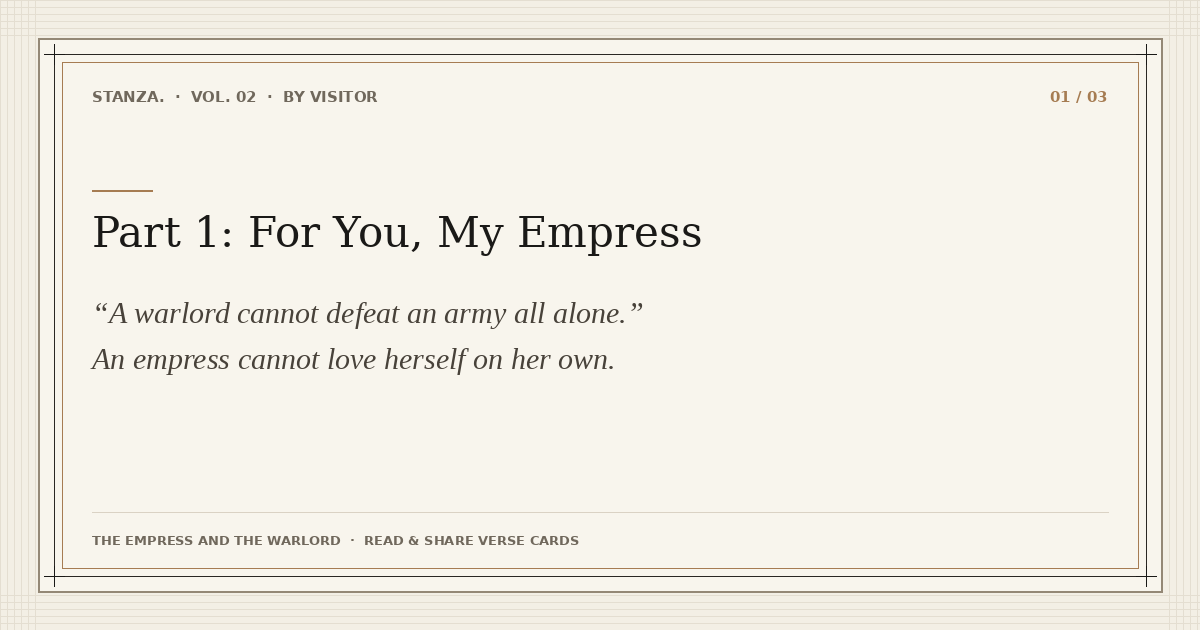 STANZA. · VOL. 02 · BY VISITOR
01 / 03
Part 1: For You, My Empress
“A warlord cannot defeat an army all alone.”
An empress cannot love herself on her own.
THE EMPRESS AND THE WARLORD · READ & SHARE VERSE CARDS